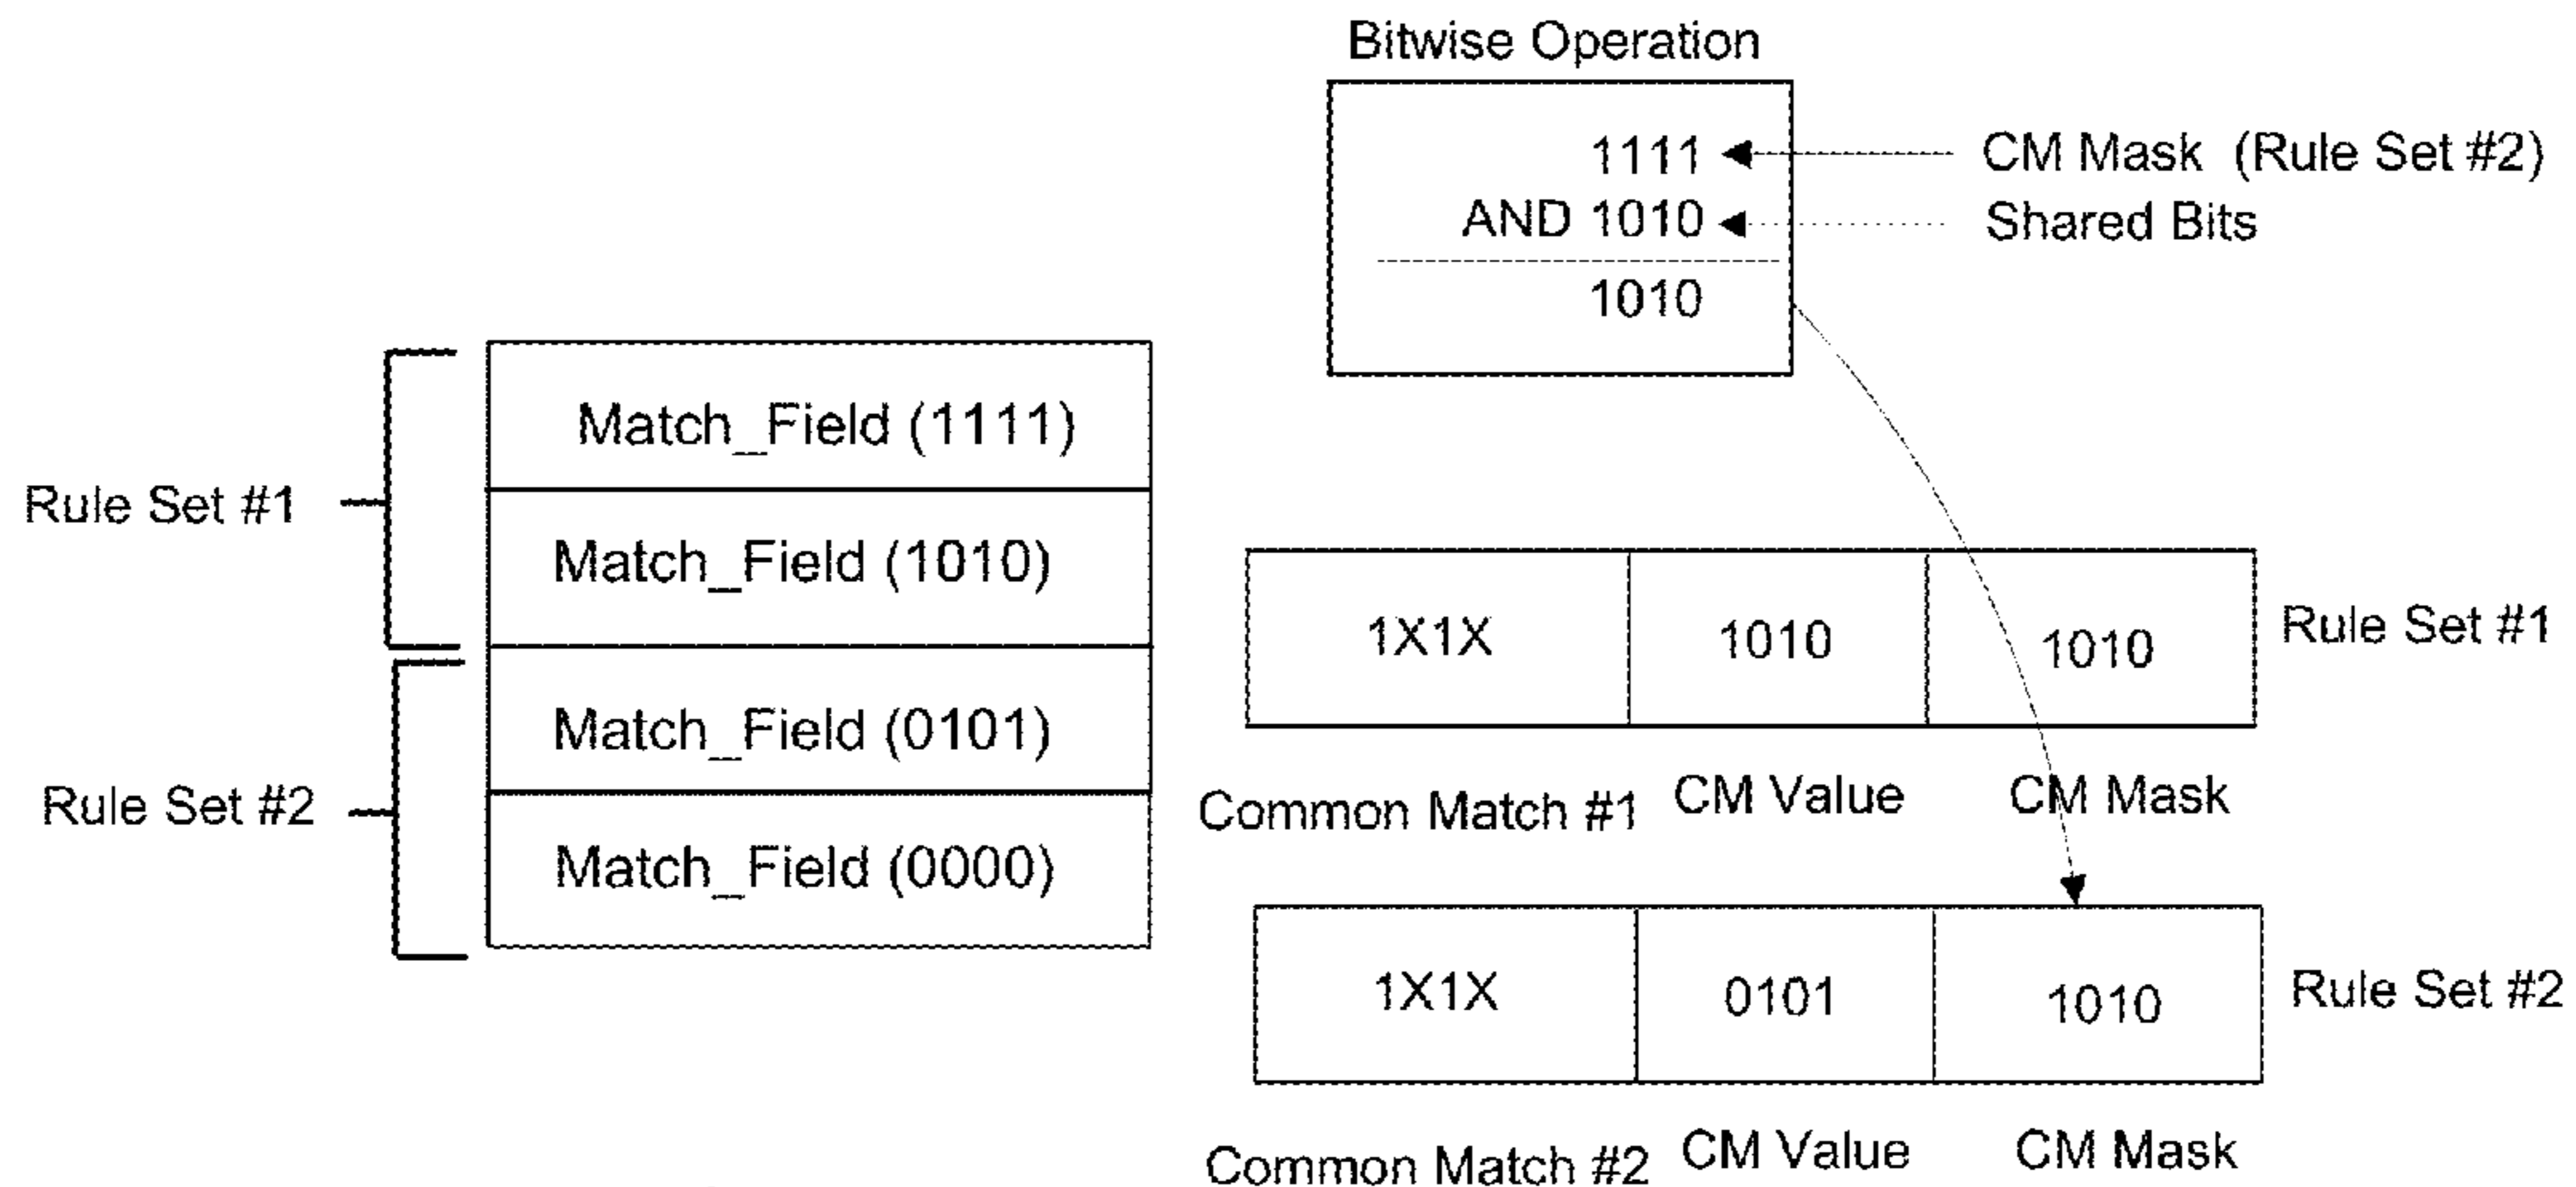 Bitwise Operation
1111
CM Mask (Rule Set #2)
AND 1010
Shared Bits
1010
Rule Set #1
Match_Field (1111)
Match_Field (1010)
Rule Set #2
Match_Field (0101)
Match_Field (0000)
1X1X 1010 1010
Rule Set #1
Common Match #1 CM Value CM Mask
1X1X 0101 1010
Rule Set #2
Common Match #2 CM Value CM Mask